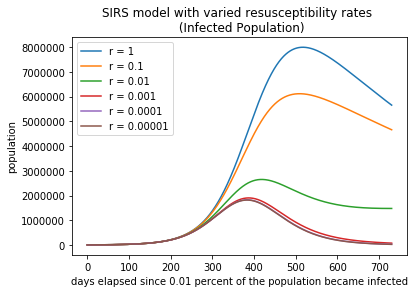 SIRS model with varied resusceptibility rates
(Infected Population)
r = 1
r = 0.1
r = 0.01
r = 0.001
r = 0.0001
r = 0.00001
population
8000000
7000000
6000000
5000000
4000000
3000000
2000000
1000000
0
0 100 200 300 400 500 600 700
days elapsed since 0.01 percent of the population became infected